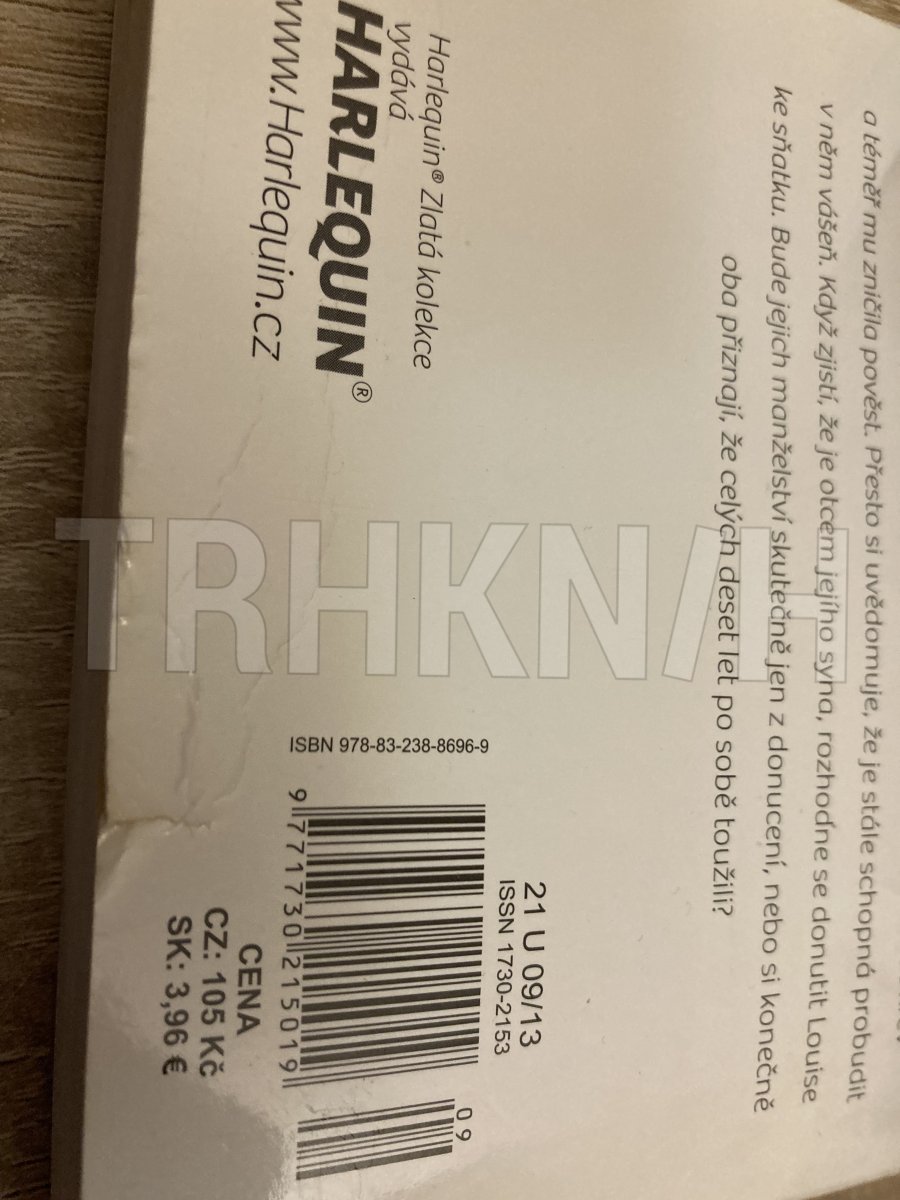 a téměř mu zničila pověst. Přesto si uvědomuje, že je stále schopná probudit
v něm vášeň. Když zjistí, že je otcem jejího syna, rozhodne se donutit Louise
ke sňatku. Bude jejich manželství skutečně jen z donucení, nebo si konečně
oba přiznají, že celých deset let po sobě toužili?
Harlequin® Zlatá kolekce
vydává
HARLEQUIN®
www.Harlequin.cz
TRHKNIH
ISBN 978-83-238-8696-9
21 U 09/13
ISSN 1730-2153
9 771730 215019
09
CENA
CZ: 105 Kč
SK: 3,96 €